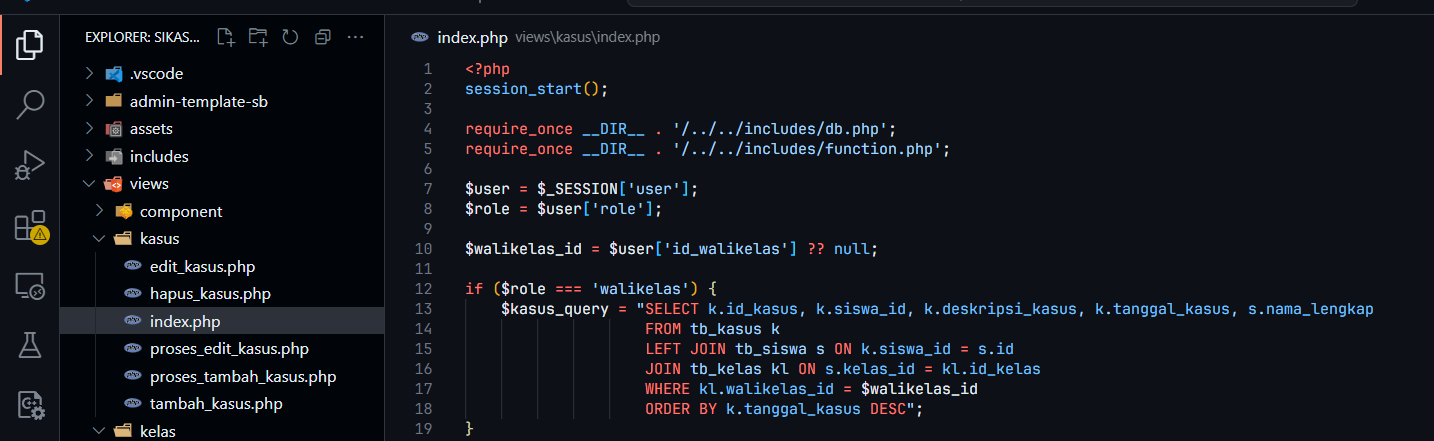 EXPLORER: SIKAS...
.vscode
admin-template-sb
assets
includes
views
component
kasus
edit_kasus.php
hapus_kasus.php
index.php
proses_edit_kasus.php
proses_tambah_kasus.php
tambah_kasus.php
kelas
index.php views\kasus\index.php
1 <?php
2 session_start();
3
4 require_once __DIR__ . '/../../includes/db.php';
5 require_once __DIR__ . '/../../includes/function.php';
6
7 $user = $_SESSION['user'];
8 $role = $user['role'];
9
10 $walikelas_id = $user['id_walikelas'] ?? null;
11
12 if ($role === 'walikelas') {
13 $kasus_query = "SELECT k.id_kasus, k.siswa_id, k.deskripsi_kasus, k.tanggal_kasus, s.nama_lengkap
14 FROM tb_kasus k
15 LEFT JOIN tb_siswa s ON k.siswa_id = s.id
16 JOIN tb_kelas kl ON s.kelas_id = kl.id_kelas
17 WHERE kl.walikelas_id = $walikelas_id
18 ORDER BY k.tanggal_kasus DESC";
19 }